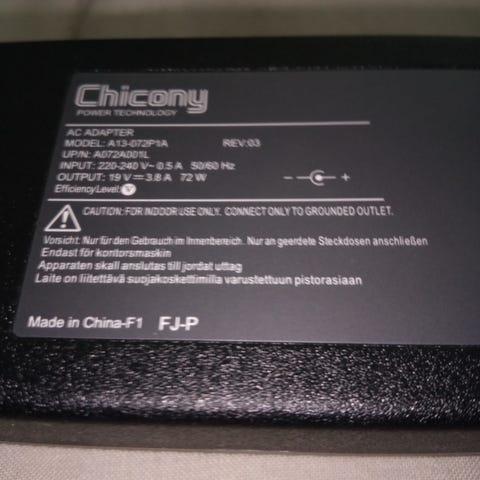 Chicony
POWER TECHNOLOGY
AC ADAPTER
MODEL: A13-072P1A REV:03
UP/N: A072A001L
INPUT: 220-240 V~ 0.5 A 50/60 Hz
OUTPUT: 19 V⎓3.8 A 72 W - +
Efficiency Level: V
CAUTION: FOR INDOOR USE ONLY. CONNECT ONLY TO GROUNDED OUTLET.
Vorsicht: Nur für den Gebrauch im Innenbereich. Nur an geerdete Steckdosen anschließen
Endast för kontorsmaskin
Apparaten skall anslutas till jordat uttag
Laite on liitettävä suojakoskettimilla varustettuun pistorasiaan
Made in China-F1 FJ-P